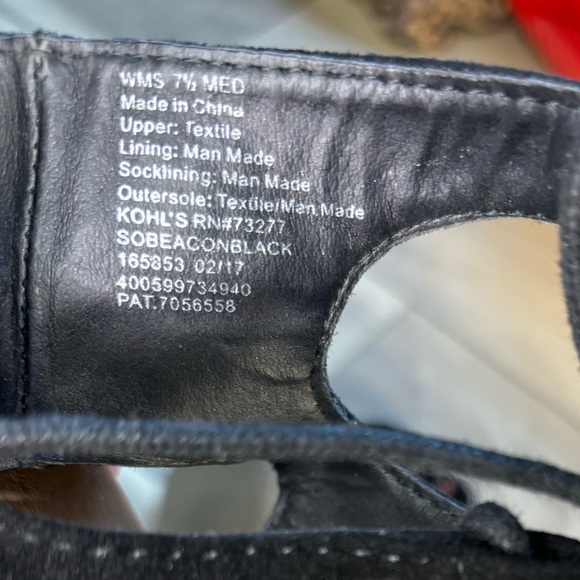 WMS 7½ MED
Made in China
Upper: Textile
Lining: Man Made
Socklining: Man Made
Outersole: Textile/Man Made
KOHL'S RN#73277
SOBEACONBLACK
165853 02/17
400599734940
PAT.7056558